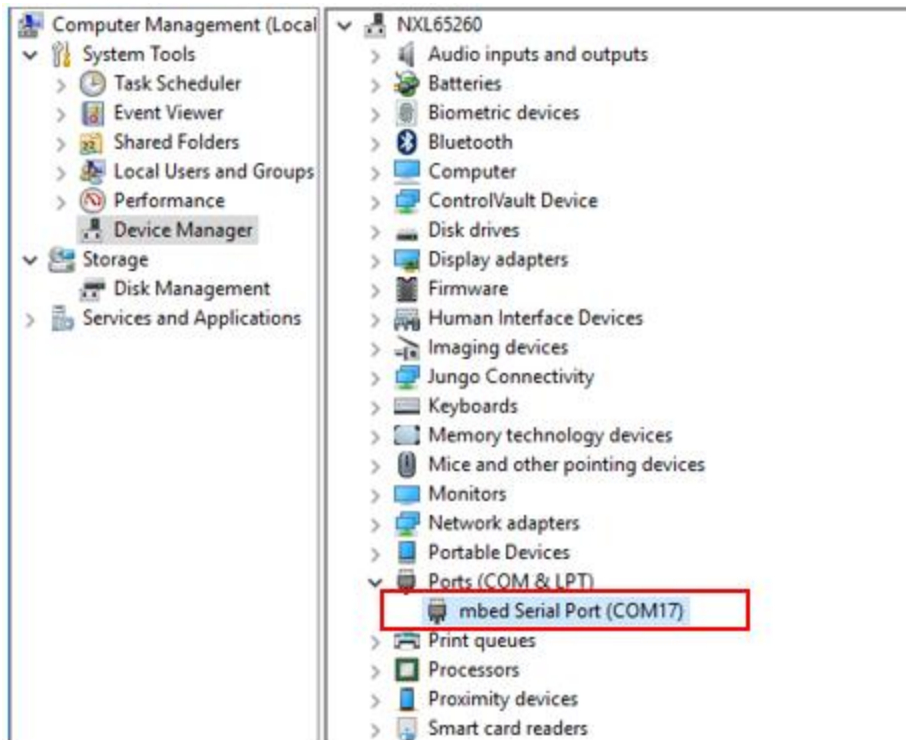 Computer Management (Local
System Tools
Task Scheduler
Event Viewer
Shared Folders
Local Users and Groups
Performance
Device Manager
Storage
Disk Management
Services and Applications
NXL65260
Audio inputs and outputs
Batteries
Biometric devices
Bluetooth
Computer
ControlVault Device
Disk drives
Display adapters
Firmware
Human Interface Devices
Imaging devices
Jungo Connectivity
Keyboards
Memory technology devices
Mice and other pointing devices
Monitors
Network adapters
Portable Devices
Ports (COM & LPT)
mbed Serial Port (COM17)
Print queues
Processors
Proximity devices
Smart card readers